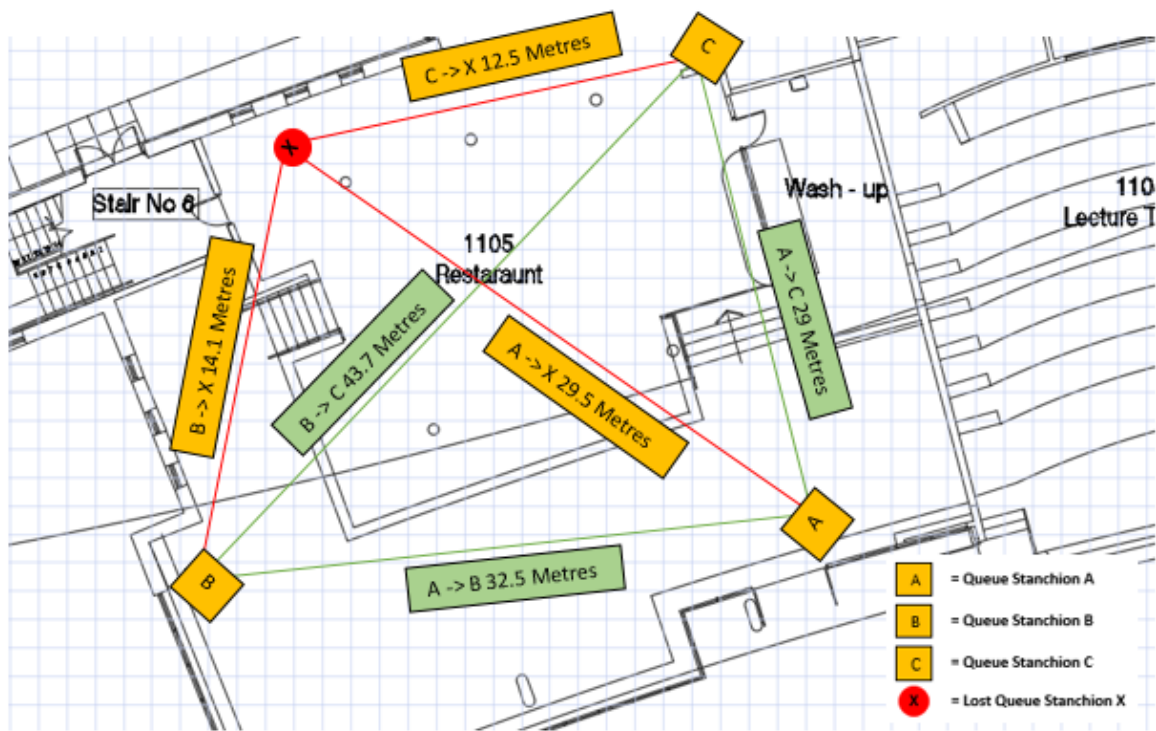 C
C -> X 12.5 Metres
X
Stair No 6
Wash - up
110
Lecture T
1105
Restaraunt
B -> X 14.1 Metres
B -> C 43.7 Metres
A -> X 29.5 Metres
A -> C 29 Metres
A
B
A -> B 32.5 Metres
A = Queue Stanchion A
B = Queue Stanchion B
C = Queue Stanchion C
X = Lost Queue Stanchion X